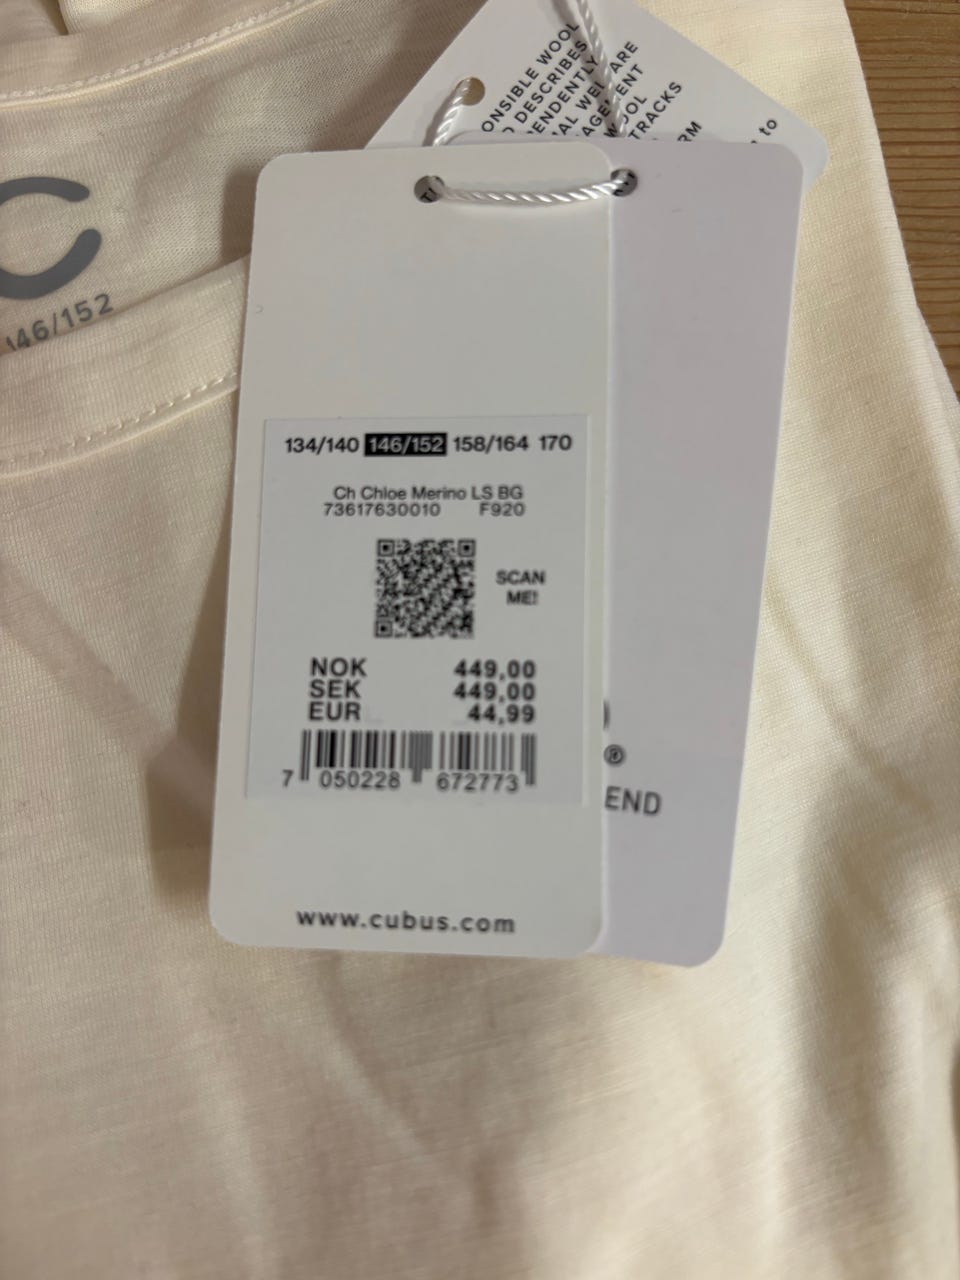 ONSIBLE WOOL
D DESCRIBES
ENDENTLY
AL WELFARE
WOOL
TRACKS
RM
to
C
146/152
134/140 146/152 158/164 170
Ch Chloe Merino LS BG
73617630010 F920
SCAN
ME!
NOK 449,00
SEK 449,00
EUR 44,99
7 050228 672773
®
END
www.cubus.com